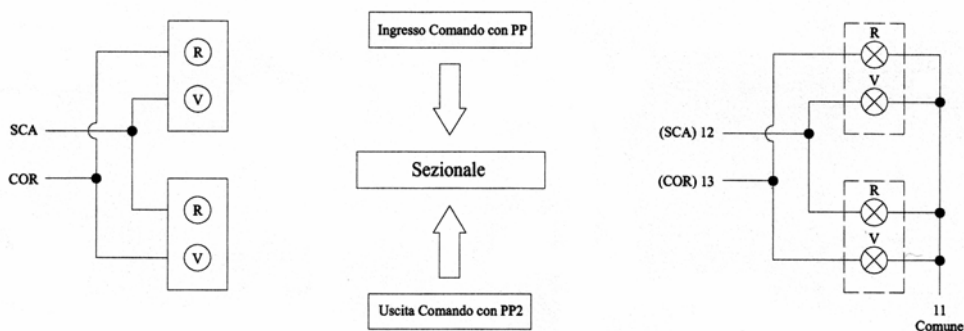 R
V
SCA
COR
R
V
Ingresso Comando con PP
Sezionale
Uscita Comando con PP2
R
V
(SCA) 12
(COR) 13
R
V
11
Comune